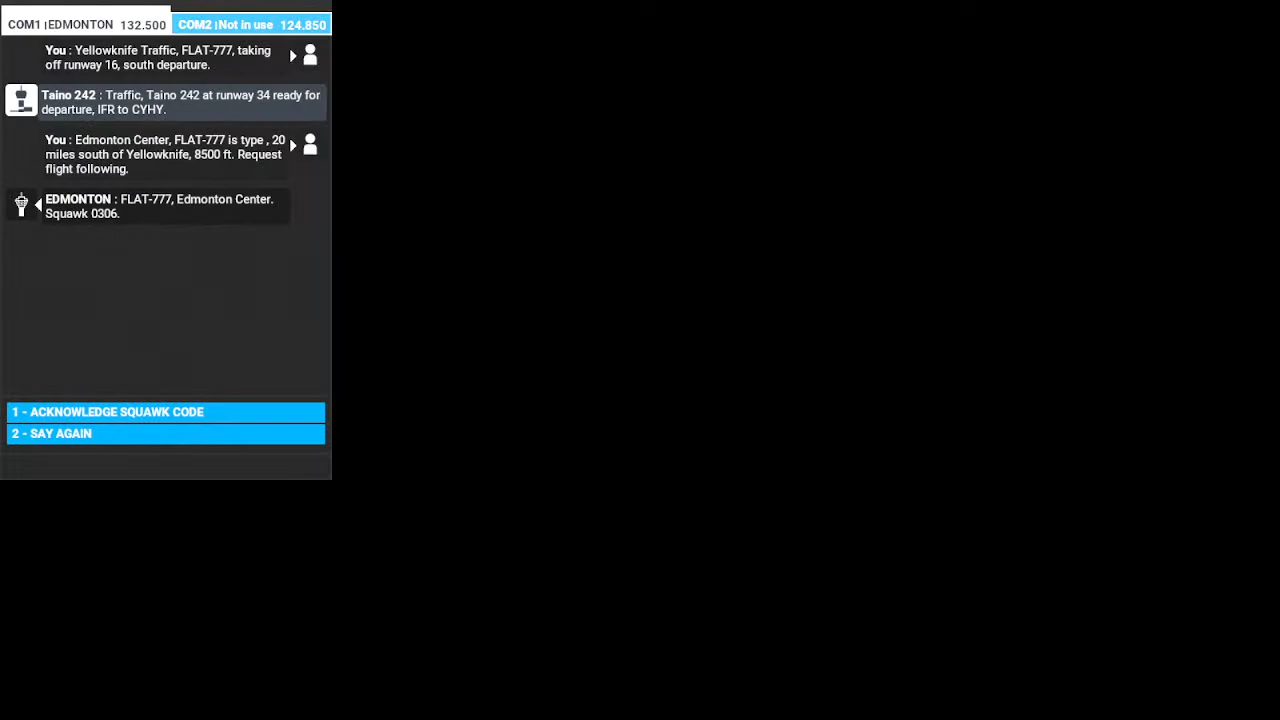 COM1 | EDMONTON 132.500 COM2 | Not in use 124.850
You : Yellowknife Traffic, FLAT-777, taking
off runway 16, south departure.
Taino 242 : Traffic, Taino 242 at runway 34 ready for
departure, IFR to CYHY.
You : Edmonton Center, FLAT-777 is type , 20
miles south of Yellowknife, 8500 ft. Request
flight following.
EDMONTON : FLAT-777, Edmonton Center.
Squawk 0306.
1 - ACKNOWLEDGE SQUAWK CODE
2 - SAY AGAIN